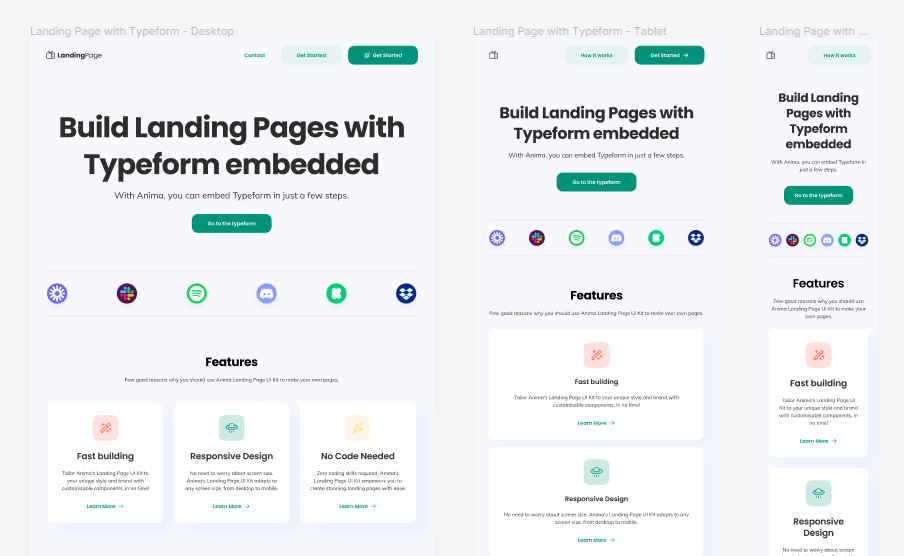 Landing Page with Typeform - Desktop
LandingPage
Contact
Get Started
Get Started
Build Landing Pages with
Typeform embedded
With Anima, you can embed Typeform in just a few steps.
Go to the typeform
Features
Few good reasons why you should use Anima Landing Page Ui Kit to make your own pages.
Fast building
Tailor Anima's Landing Page UI Kit to
your unique style and brand with
customisable components, in no time!
Learn More →
Responsive Design
No need to worry about screen size.
Anima's Landing Page UI Kit adapts to
any screen size, from desktop to mobile.
Learn More →
No Code Needed
Zero coding skills required, Anima's
Landing Page UI Kit empowers you to
create stunning landing pages with ease.
Learn More →
Landing Page with Typeform - Tablet
How it works
Get Started →
Build Landing Pages with
Typeform embedded
With Anima, you can embed Typeform in just a few steps.
Go to the typeform
Features
Few good reasons why you should use Anima Landing Page Ui Kit to make your own pages.
Fast building
Tailor Anima's Landing Page UI Kit to your unique style and brand with
customisable components, in no time!
Learn More →
Responsive Design
No need to worry about screen size. Anima's Landing Page UI Kit adapts to any
screen size, from desktop to mobile.
Learn More →
Landing Page with ...
How it works
Build Landing
Pages with
Typeform
embedded
With Anima, you can embed Typeform in
just a few steps.
Go to the typeform
Features
Few good reasons why you should use
Anima Landing Page Ui Kit to make your
own pages.
Fast building
Tailor Anima's Landing Page UI
Kit to your unique style and brand
with customisable components, in
no time!
Learn More →
Responsive
Design
No need to worry about screen